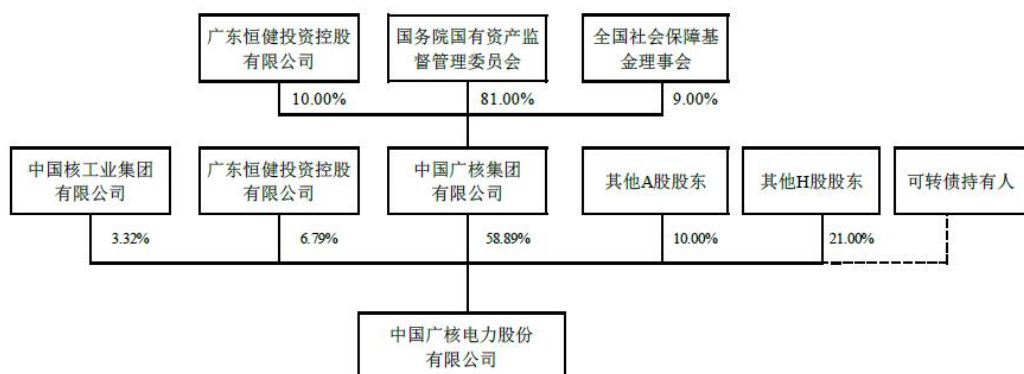 广东恒健投资控股
有限公司
国务院国有资产监
督管理委员会
全国社会保障基
金理事会
10.00%
81.00%
9.00%
中国核工业集团
有限公司
广东恒健投资控股
有限公司
中国广核集团
有限公司
其他A股股东
其他H股股东
可转债持有人
3.32%
6.79%
58.89%
10.00%
21.00%
中国广核电力股份
有限公司